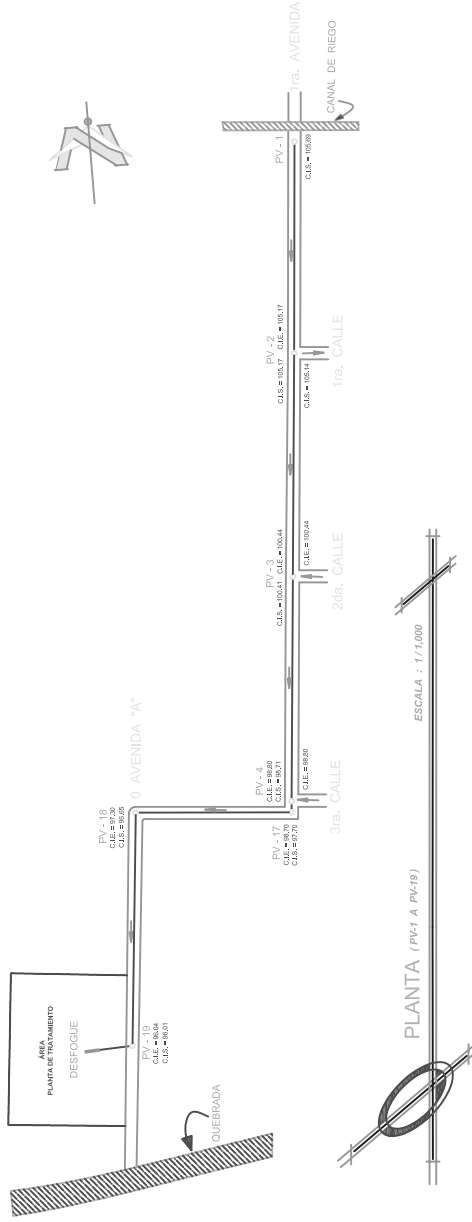 ÁREA
PLANTA DE TRATAMIENTO
DESFOGUE
QUEBRADA
PV - 19
C.I.E. = 96.04
C.I.S. = 96.01
PV - 18
C.I.E. = 97.30
C.I.S. = 96.65
0 AVENIDA "A"
PV - 17
C.I.E. = 98.70
C.I.S. = 97.70
PV - 4
C.I.E. = 98.80
C.I.S. = 98.71
C.I.E. = 98.80
3ra. CALLE
PV - 3
C.I.S. = 100.41
C.I.E. = 100.44
C.I.E. = 100.44
2da. CALLE
PV - 2
C.I.S. = 105.17
C.I.E. = 105.17
C.I.S. = 105.14
1ra. CALLE
PV - 1
C.I.S. = 105.69
1ra. AVENIDA
CANAL DE RIEGO
PLANTA ( PV-1 A PV-19 )
ESCALA : 1 / 1,000